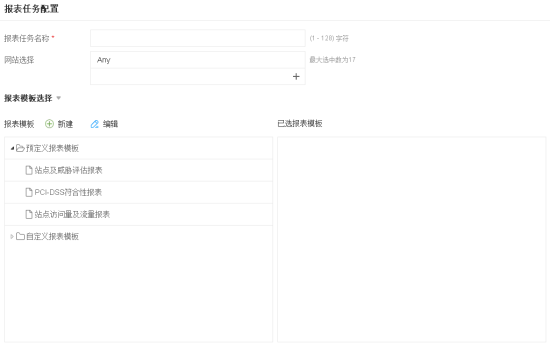 报表任务配置
报表任务名称 * (1 - 128) 字符
网站选择 Any 最大选中数为17
+
报表模板选择
报表模板 新建 编辑 已选报表模板
预定义报表模板
站点及威胁评估报表
PCI-DSS符合性报表
站点访问量及流量报表
自定义报表模板